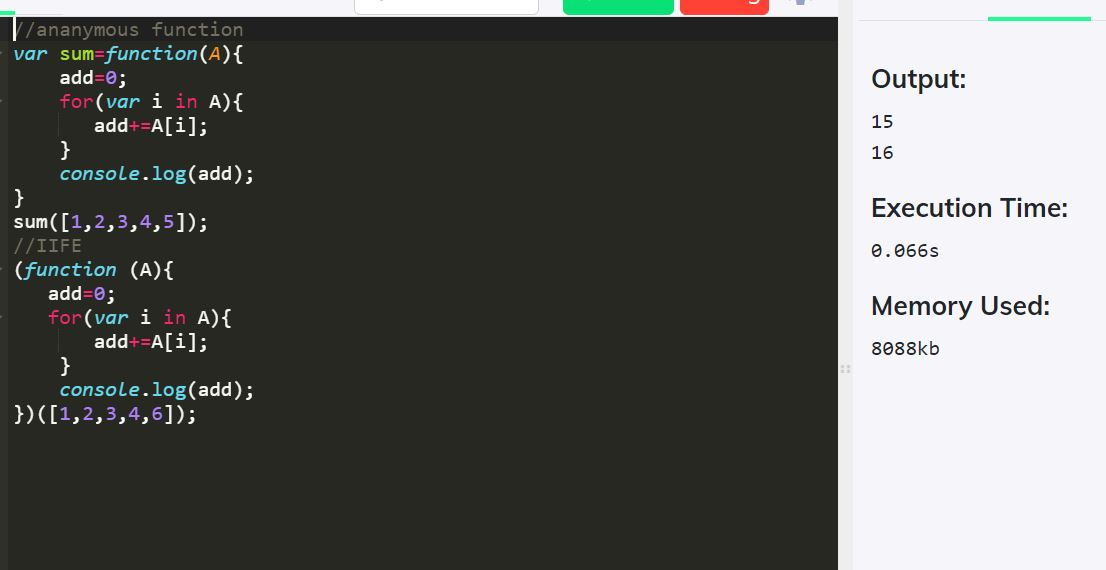 //ananymous function
var sum=function(A){
    add=0;
    for(var i in A){
       add+=A[i];
    }
    console.log(add);
}
sum([1,2,3,4,5]);
//IIFE
(function (A){
   add=0;
   for(var i in A){
       add+=A[i];
    }
    console.log(add);
})([1,2,3,4,6]);
Output:
15
16
Execution Time:
0.066s
Memory Used:
8088kb